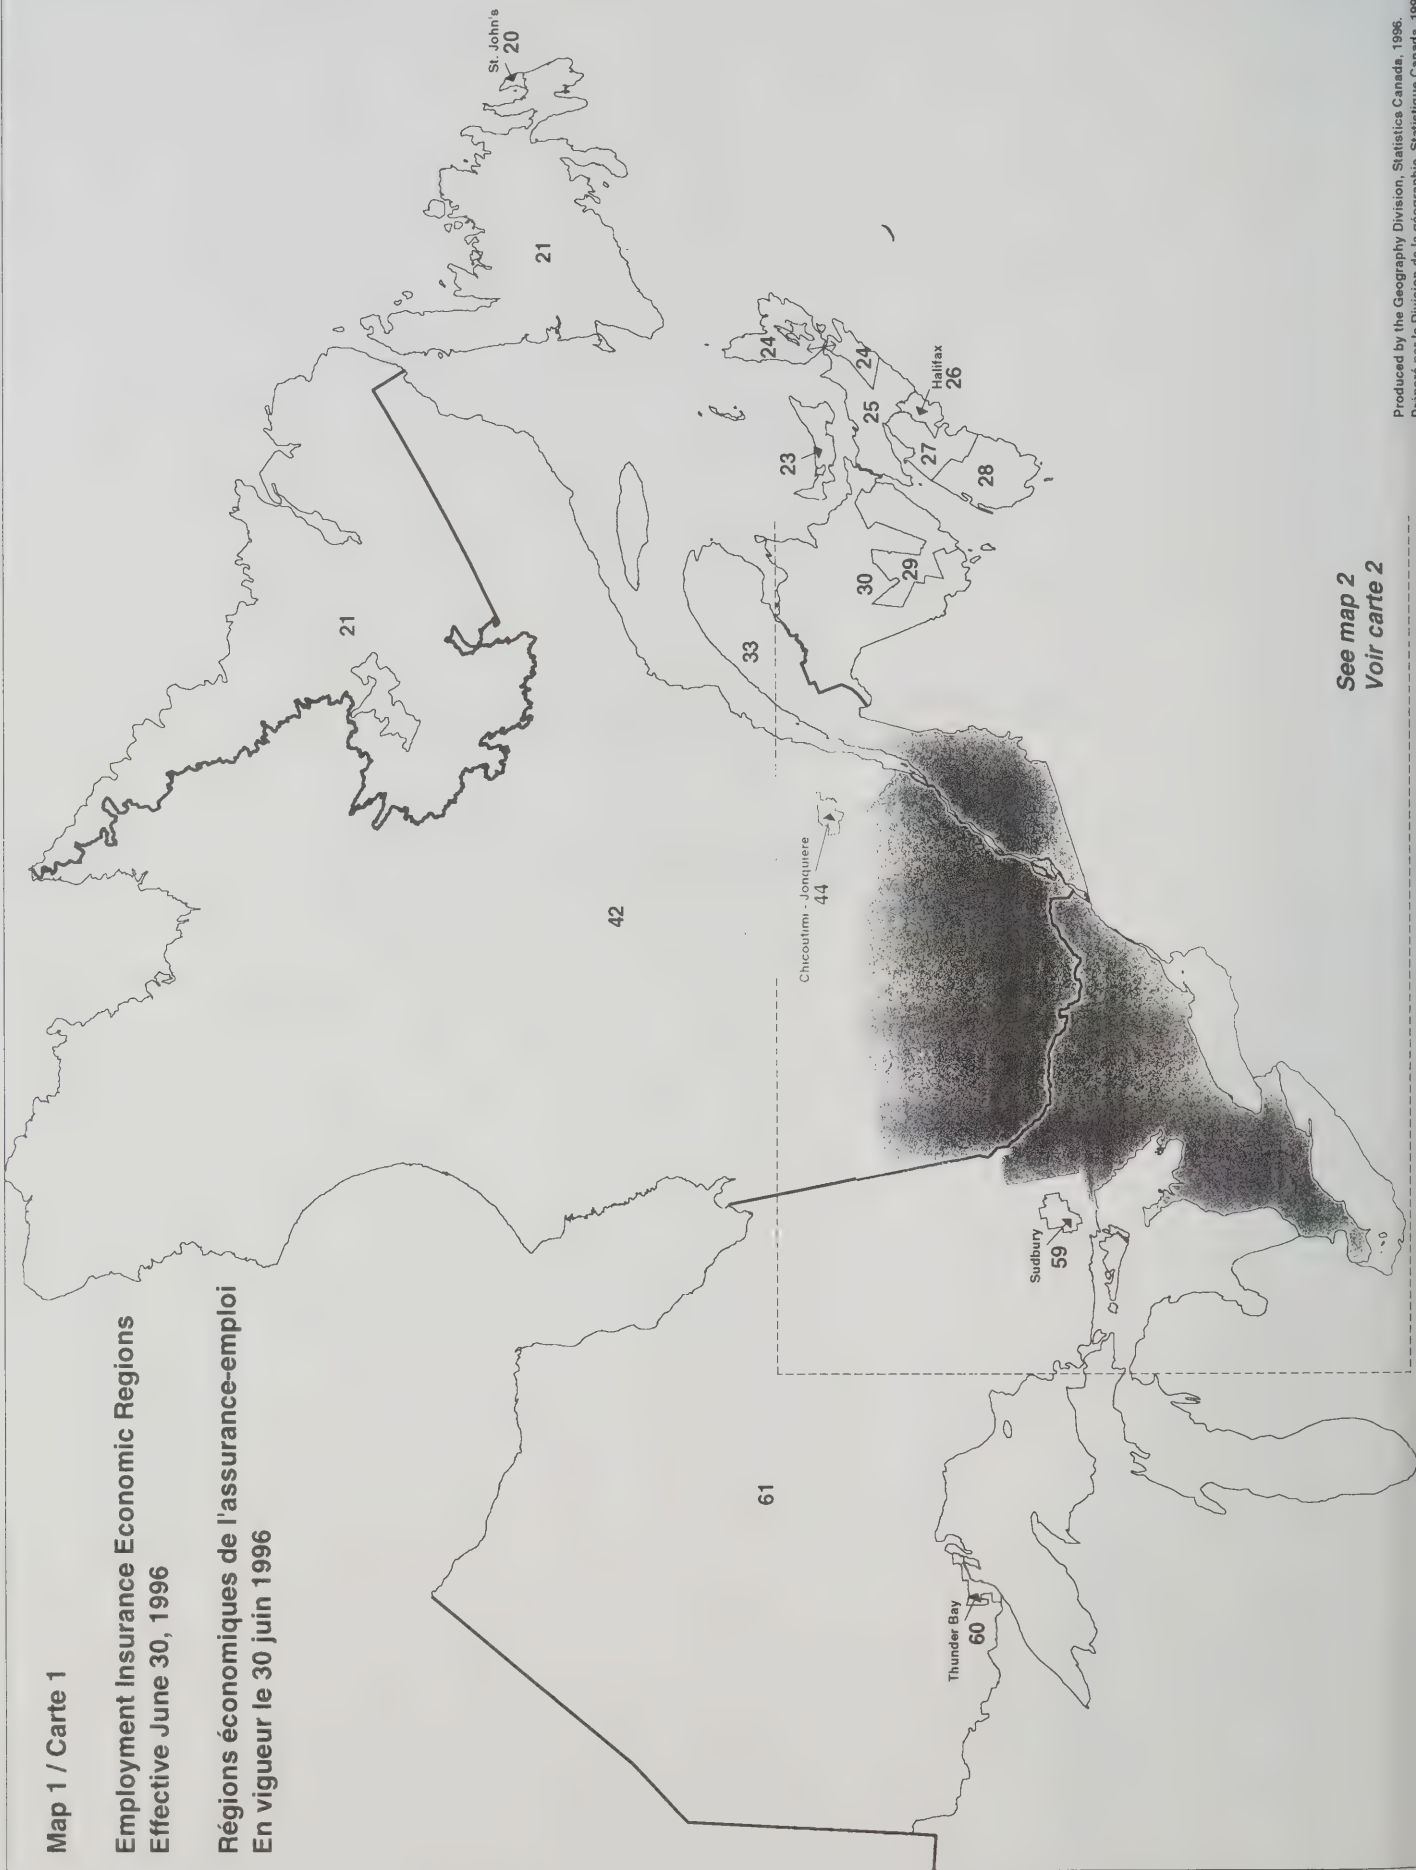 Map 1 / Carte 1
Employment Insurance Economic Regions
Effective June 30, 1996
Régions économiques de l'assurance-emploi
En vigueur le 30 juin 1996
St. John's
20
21
21
42
24
24
23
25
Halifax
26
27
28
30
29
33
Chicoutimi - Jonquière
44
61
Sudbury
59
Thunder Bay
60
See map 2
Voir carte 2
Produced by the Geography Division, Statistics Canada, 1996.